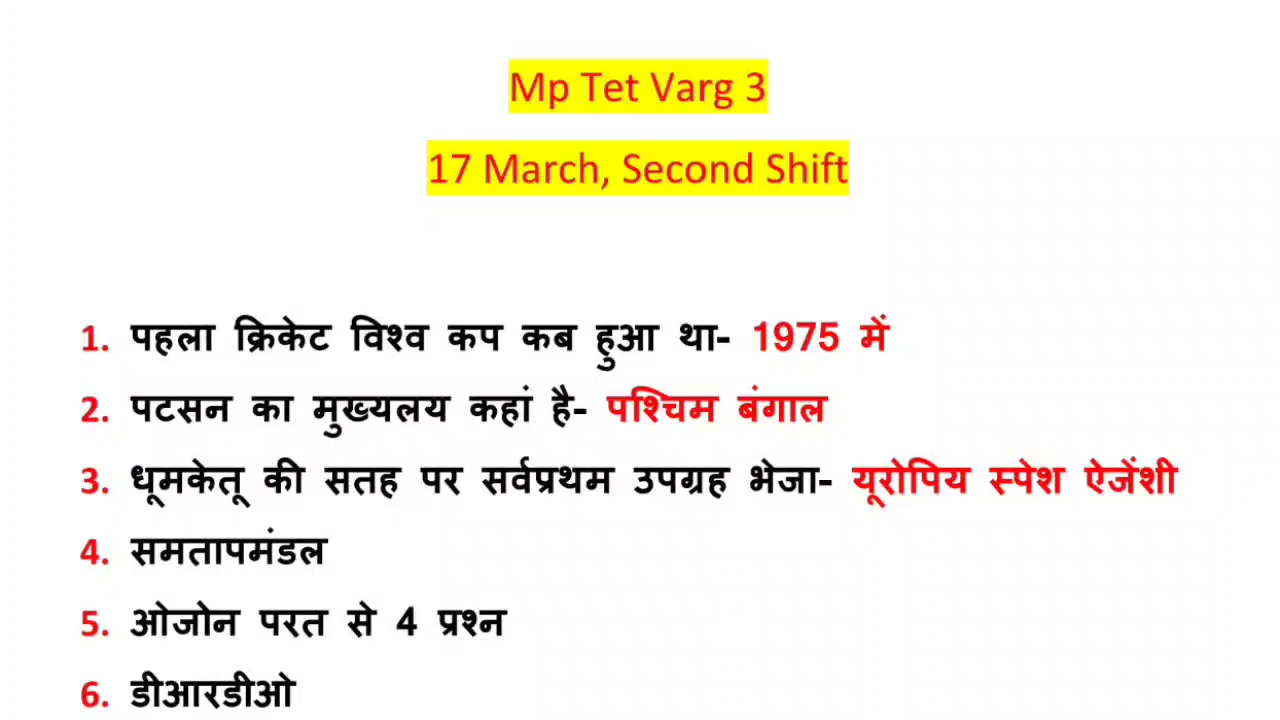 Mp Tet Varg 3
17 March, Second Shift
1. पहला क्रिकेट विश्व कप कब हुआ था- 1975 में
2. पटसन का मुख्यलय कहां है- पश्चिम बंगाल
3. धूमकेतू की सतह पर सर्वप्रथम उपग्रह भेजा- यूरोपिय स्पेश ऐजेंशी
4. समतापमंडल
5. ओजोन परत से 4 प्रश्न
6. डीआरडीओ